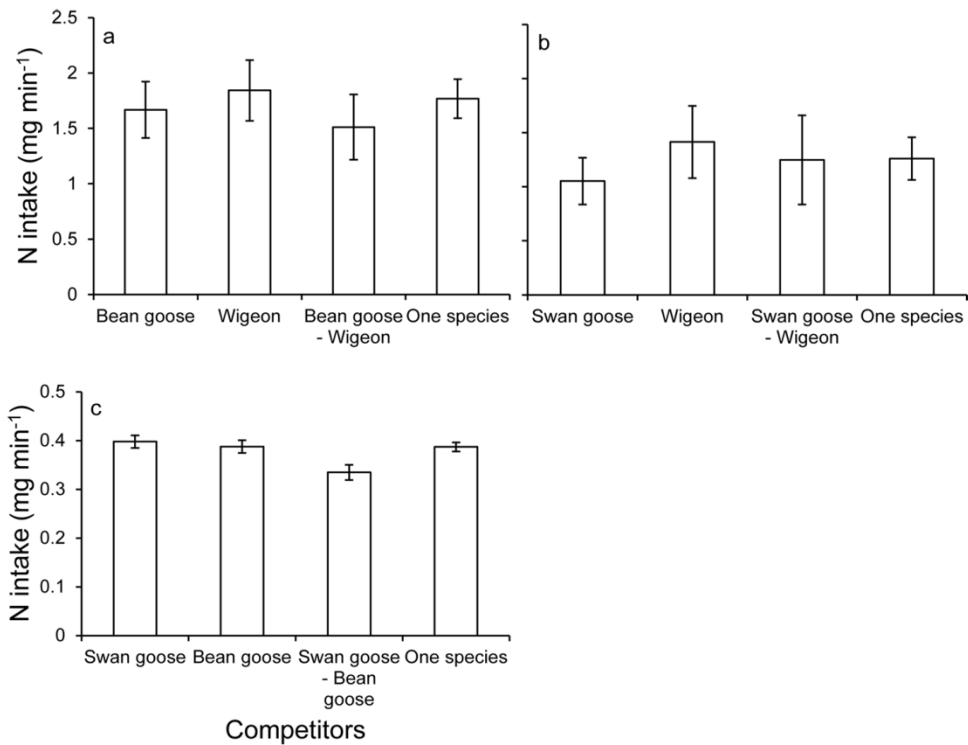 a
N intake (mg min-1)
2.5
2
1.5
1
0.5
0
Bean goose
Wigeon
Bean goose
- Wigeon
One species
b
Swan goose
Wigeon
Swan goose
- Wigeon
One species
c
N intake (mg min-1)
0.5
0.4
0.3
0.2
0.1
0
Swan goose
Bean goose
Swan goose
- Bean
goose
One species
Competitors